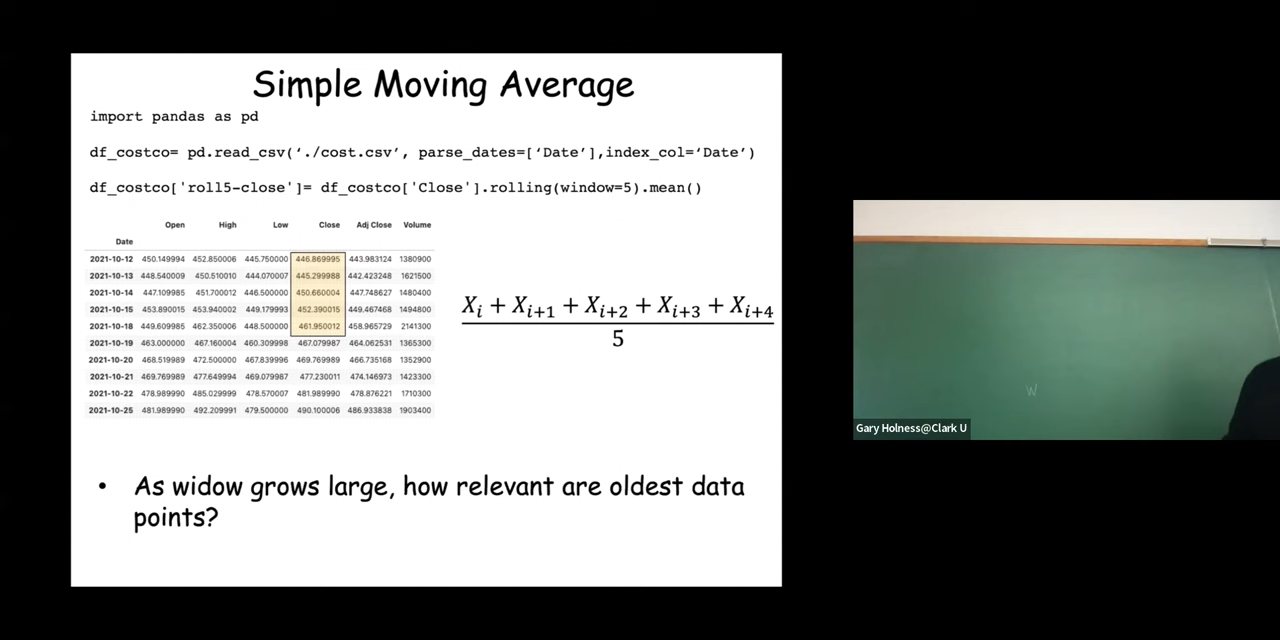 Simple Moving Average
import pandas as pd
df_costco= pd.read_csv(‘./cost.csv’, parse_dates=[‘Date’],index_col=‘Date’)
df_costco['roll5-close']= df_costco['Close'].rolling(window=5).mean()
Open High Low Close Adj Close Volume
Date
2021-10-12 450.149994 452.850006 445.750000 446.869995 443.983124 1380900
2021-10-13 448.540009 450.510010 444.070007 445.299988 442.423248 1621500
2021-10-14 447.109985 451.700012 446.500000 450.660004 447.748627 1480400
2021-10-15 453.890015 453.940002 449.179993 452.390015 449.467468 1494800
2021-10-18 449.609985 462.350006 448.500000 461.950012 458.965729 2141300
2021-10-19 463.000000 467.160004 460.309998 467.079987 464.062531 1365300
2021-10-20 468.519989 472.500000 467.839996 469.769989 466.735168 1352900
2021-10-21 469.769989 477.649994 469.079987 477.230011 474.146973 1423300
2021-10-22 478.989990 485.029999 478.570007 481.989990 478.876221 1710300
2021-10-25 481.989990 492.209991 479.500000 490.100006 486.933838 1903400
X_i + X_{i+1} + X_{i+2} + X_{i+3} + X_{i+4}
5
• As widow grows large, how relevant are oldest data
points?
W
Gary Holness@Clark U